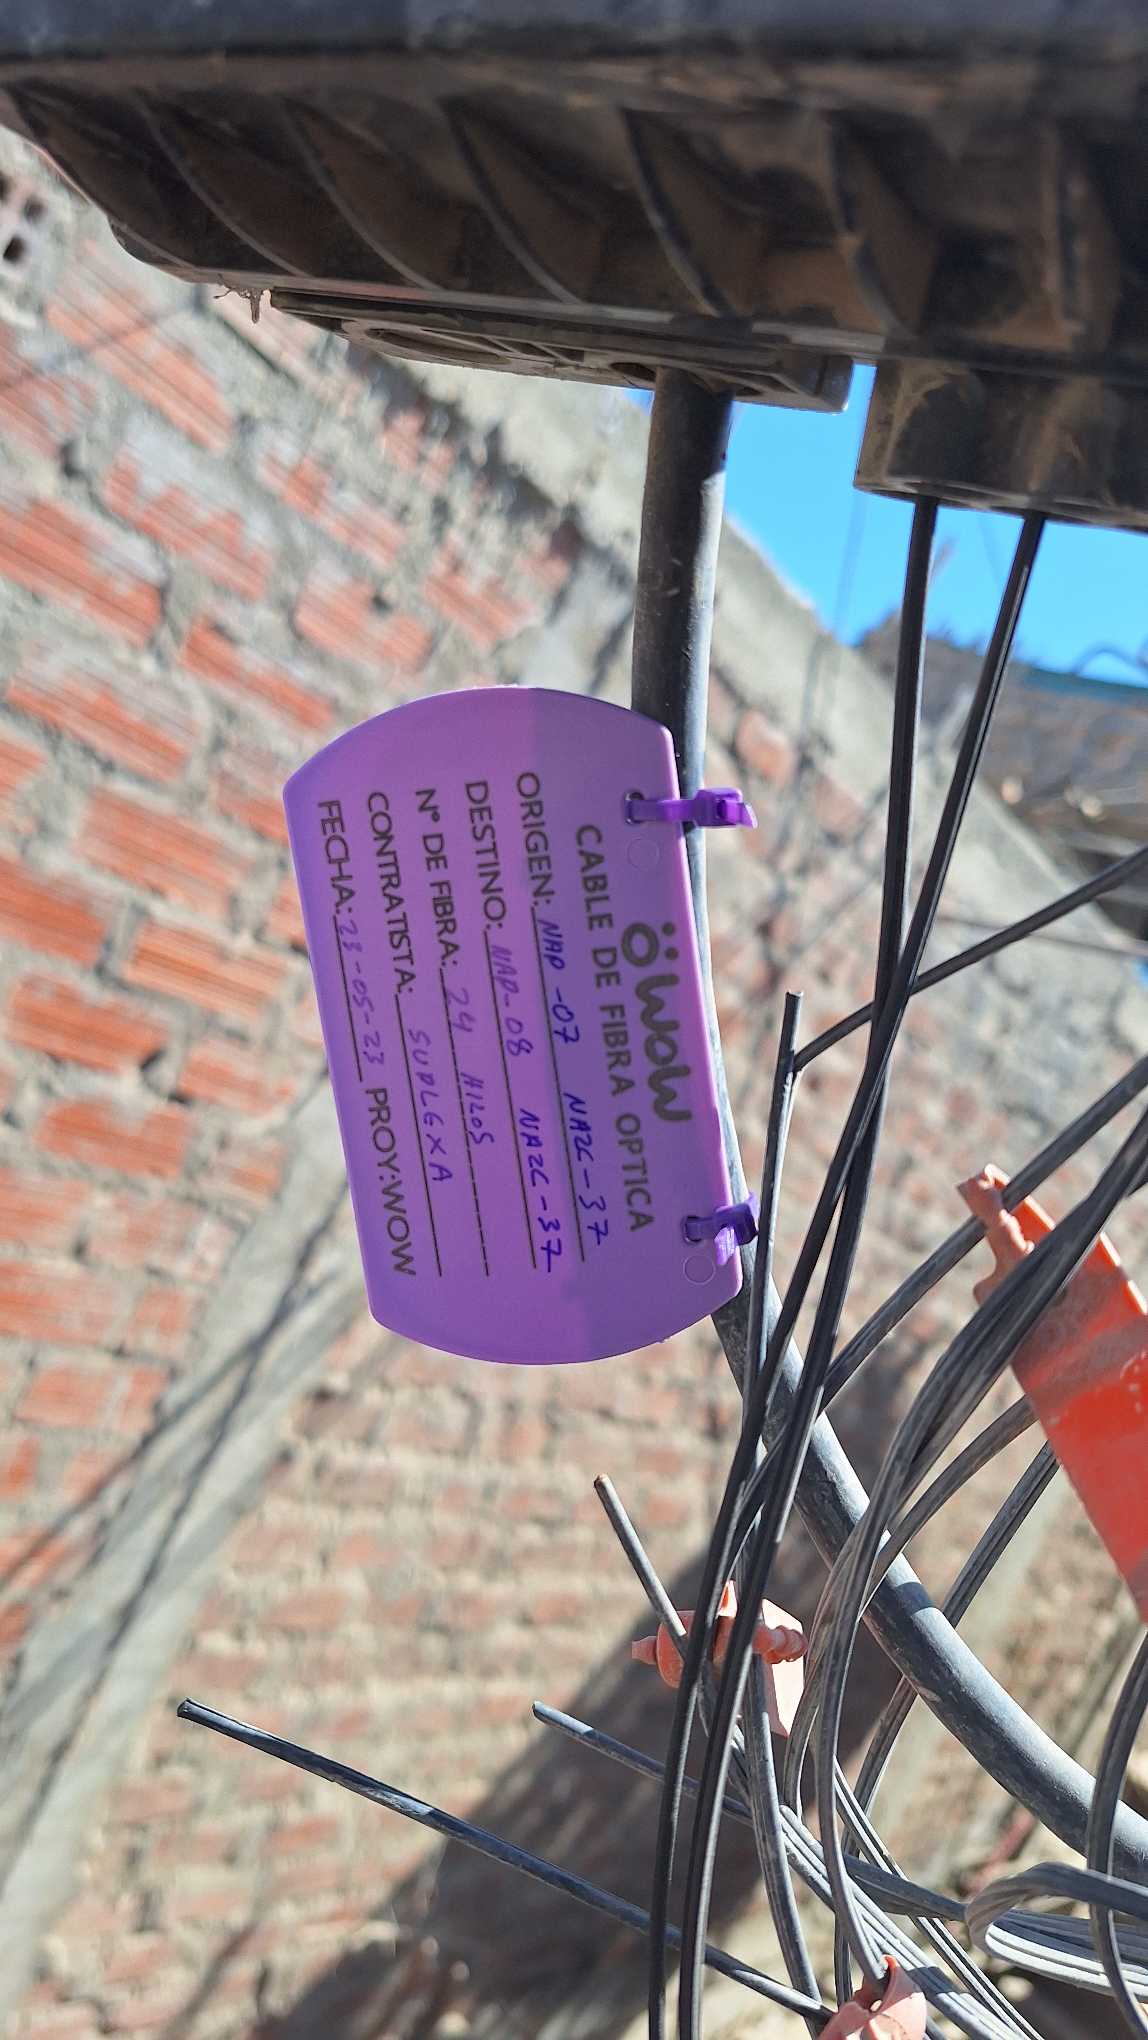 wow
CABLE DE FIBRA OPTICA
ORIGEN: NAP-07 NAZC-37
DESTINO: NAP-08 NAZC-37
N° DE FIBRA: 24 HILOS
CONTRATISTA: SUPLEXA
FECHA: 23-05-23 PROY:WOW